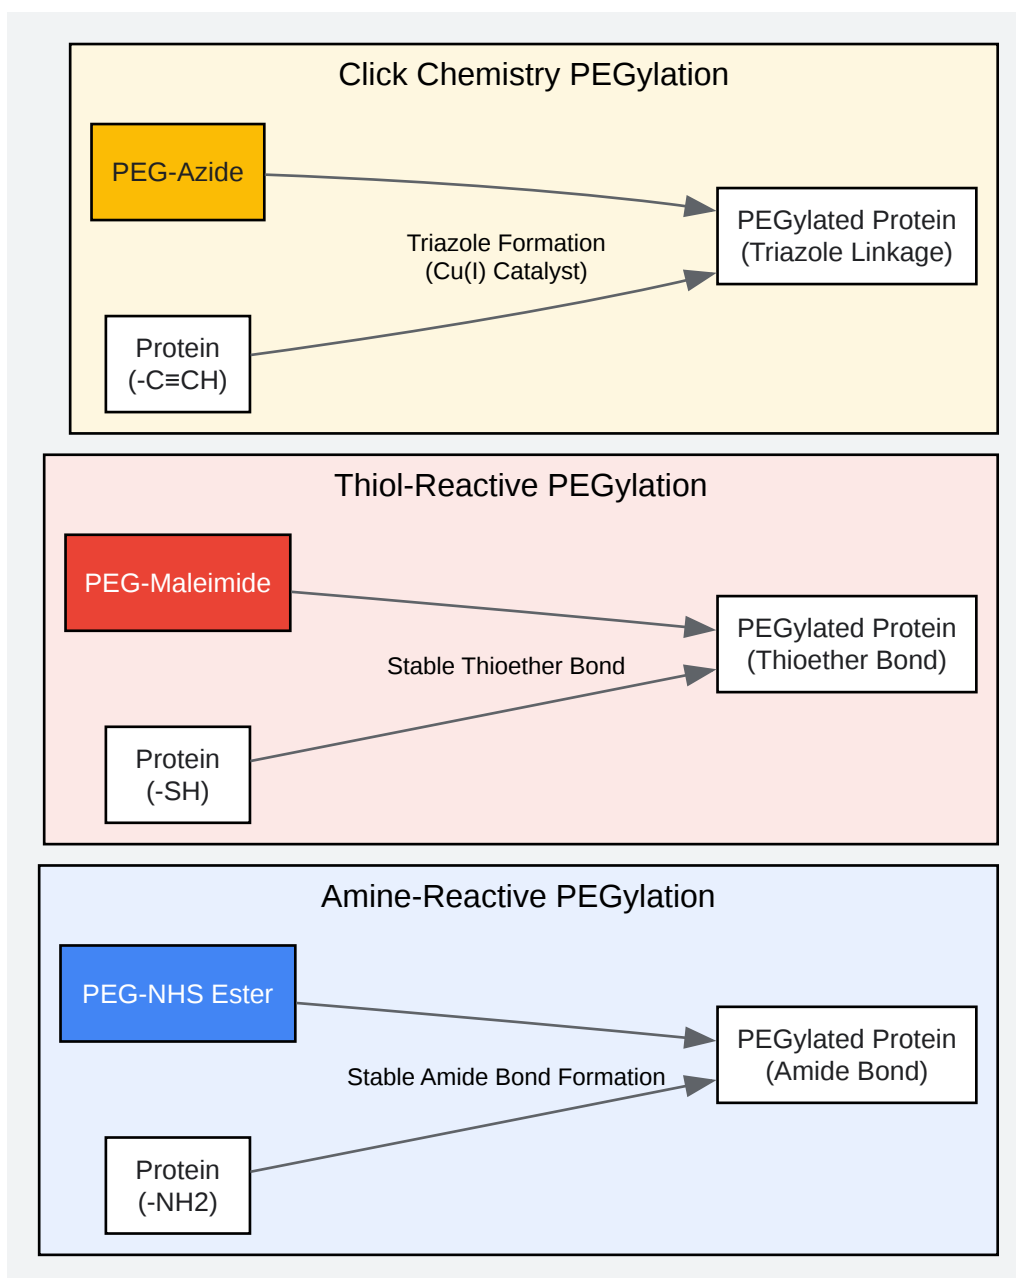 Click Chemistry PEGylation
PEG-Azide
Triazole Formation
(Cu(I) Catalyst)
PEGylated Protein
(Triazole Linkage)
Protein
(-C≡CH)
Thiol-Reactive PEGylation
PEG-Maleimide
Stable Thioether Bond
PEGylated Protein
(Thioether Bond)
Protein
(-SH)
Amine-Reactive PEGylation
PEG-NHS Ester
Stable Amide Bond Formation
PEGylated Protein
(Amide Bond)
Protein
(-NH2)